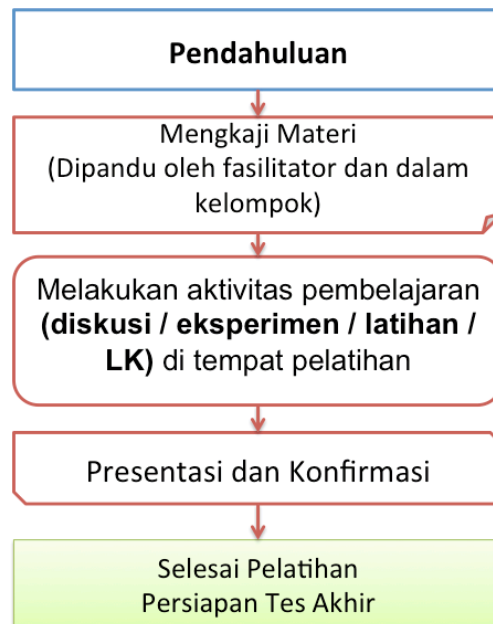 Pendahuluan
Mengkaji Materi
(Dipandu oleh fasilitator dan dalam
kelompok)
Melakukan aktivitas pembelajaran
(diskusi / eksperimen / latihan /
LK) di tempat pelatihan
Presentasi dan Konfirmasi
Selesai Pelatihan
Persiapan Tes Akhir